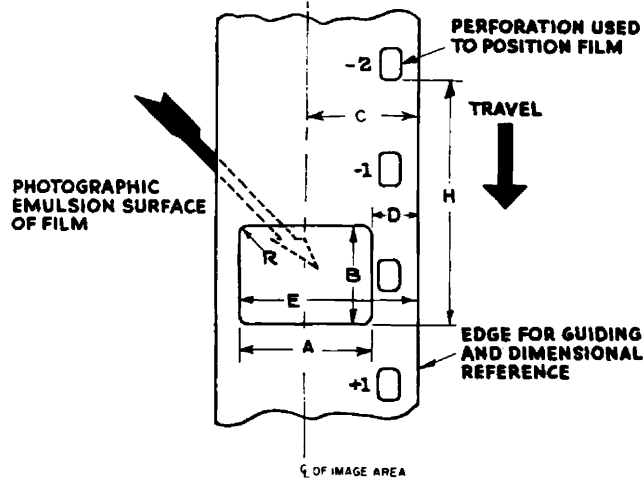 PERFORATION USED
TO POSITION FILM
-2
C
TRAVEL
-1
H
PHOTOGRAPHIC
EMULSION SURFACE
OF FILM
D
R
B
E
A
EDGE FOR GUIDING
AND DIMENSIONAL
REFERENCE
+1
℄ OF IMAGE AREA